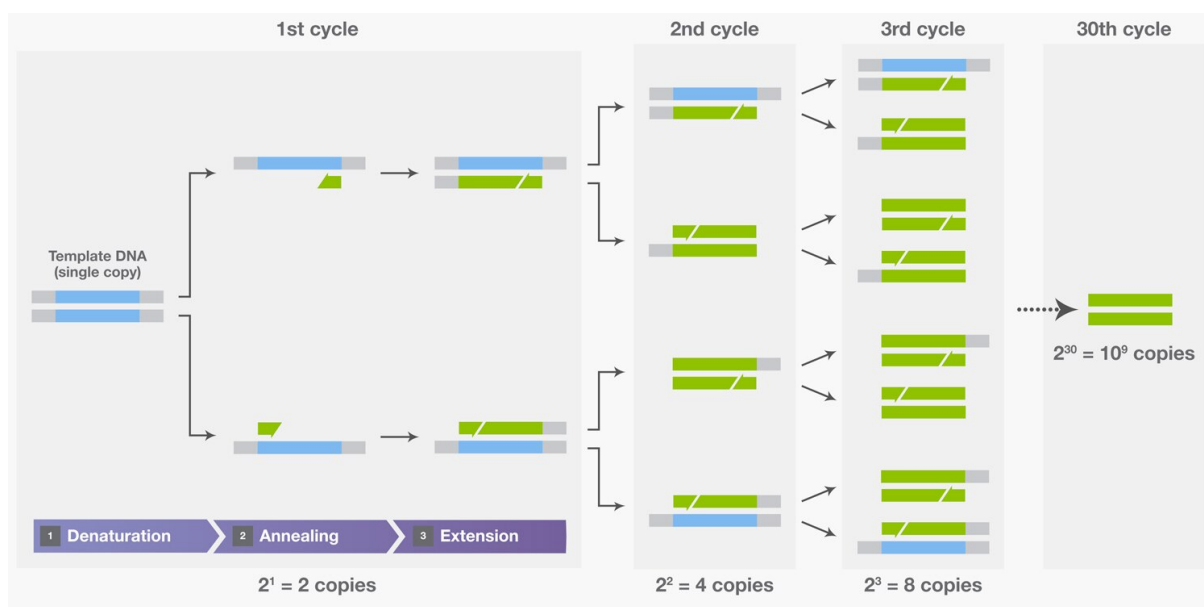 1st cycle
2nd cycle
3rd cycle
30th cycle
Template DNA
(single copy)
1 Denaturation
2 Annealing
3 Extension
2¹ = 2 copies
2² = 4 copies
2³ = 8 copies
2³⁰ = 10⁹ copies